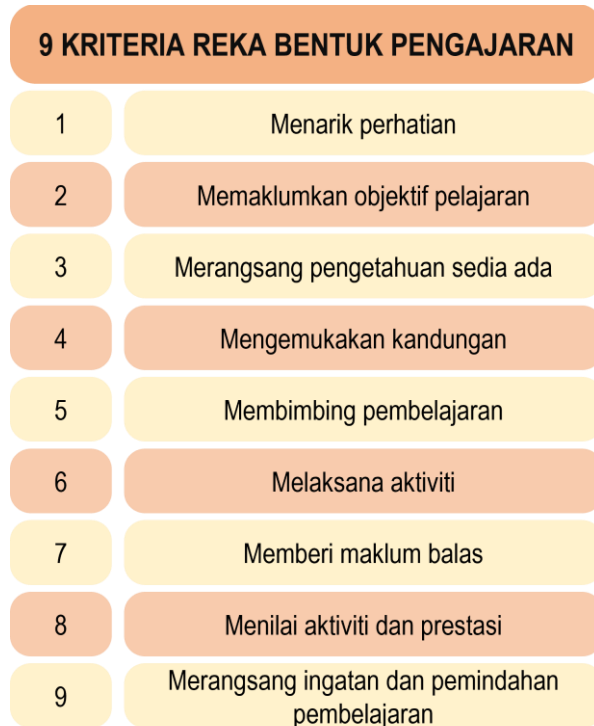 9 KRITERIA REKA BENTUK PENGAJARAN
1 Menarik perhatian
2 Memaklumkan objektif pelajaran
3 Merangsang pengetahuan sedia ada
4 Mengemukakan kandungan
5 Membimbing pembelajaran
6 Melaksana aktiviti
7 Memberi maklum balas
8 Menilai aktiviti dan prestasi
9 Merangsang ingatan dan pemindahan
pembelajaran